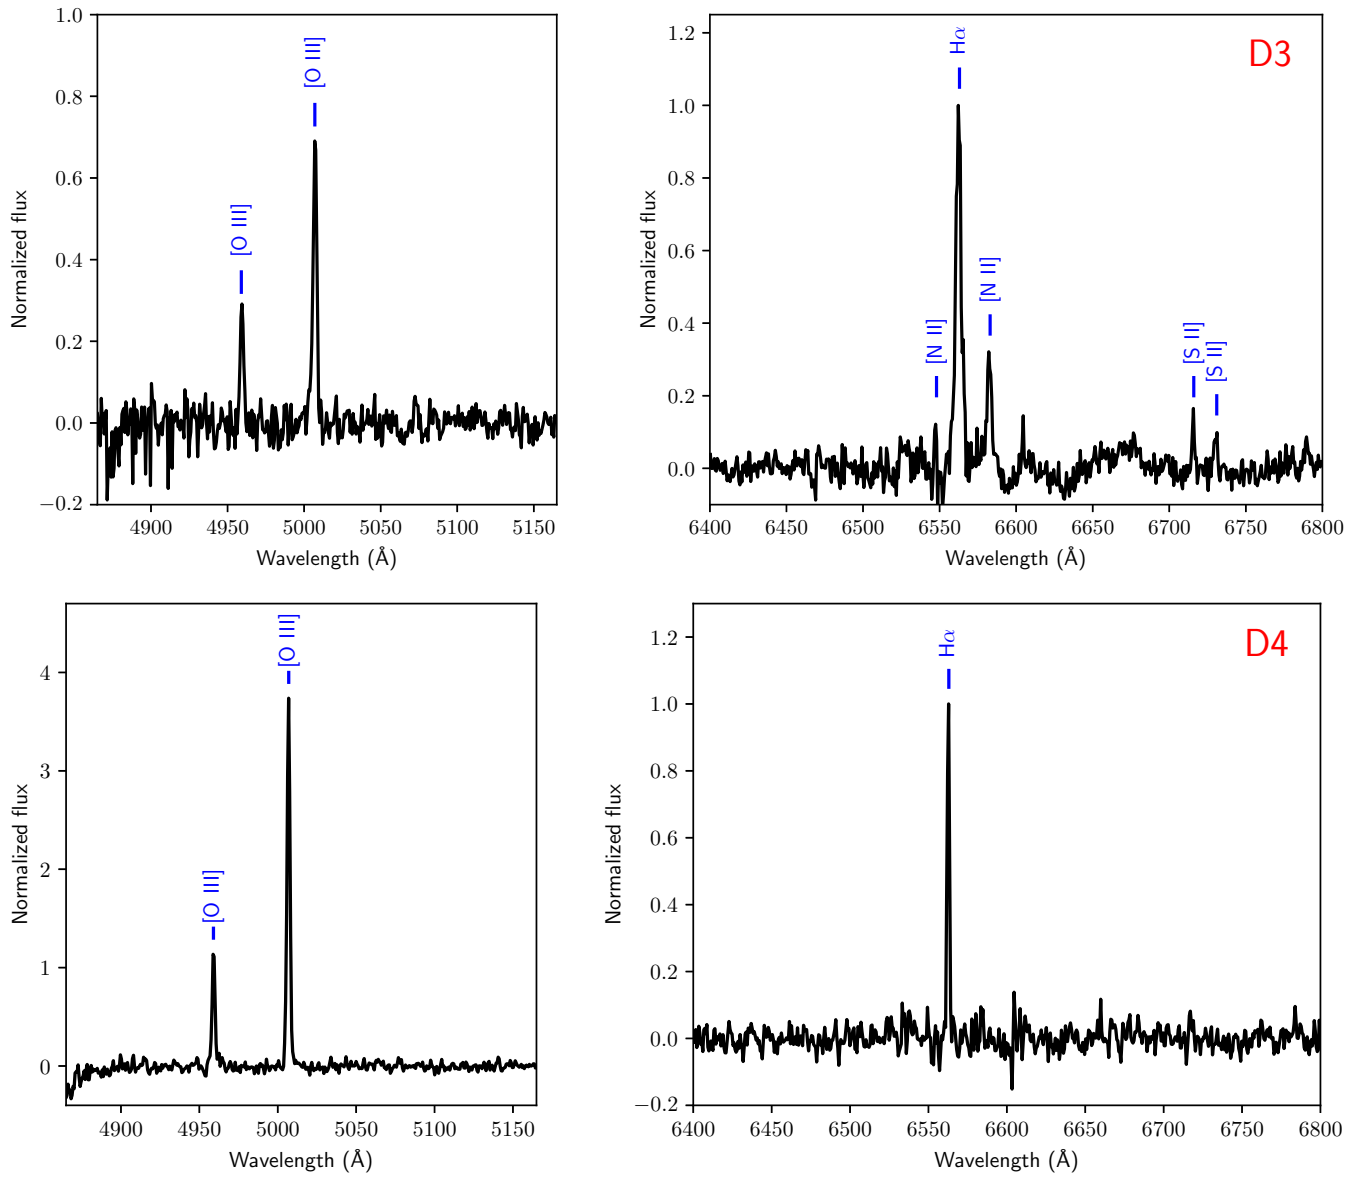 1.0
0.8
0.6
0.4
0.2
0.0
−0.2
Normalized flux
[O III]
[O III]
4900 4950 5000 5050 5100 5150
Wavelength (Å)
D3
1.2
1.0
0.8
0.6
0.4
0.2
0.0
Normalized flux
[N II]
Hα
[N II]
[S II]
[S II]
6400 6450 6500 6550 6600 6650 6700 6750 6800
Wavelength (Å)
4
3
2
1
0
Normalized flux
[O III]
[O III]
4900 4950 5000 5050 5100 5150
Wavelength (Å)
D4
1.2
1.0
0.8
0.6
0.4
0.2
0.0
−0.2
Normalized flux
Hα
6400 6450 6500 6550 6600 6650 6700 6750 6800
Wavelength (Å)